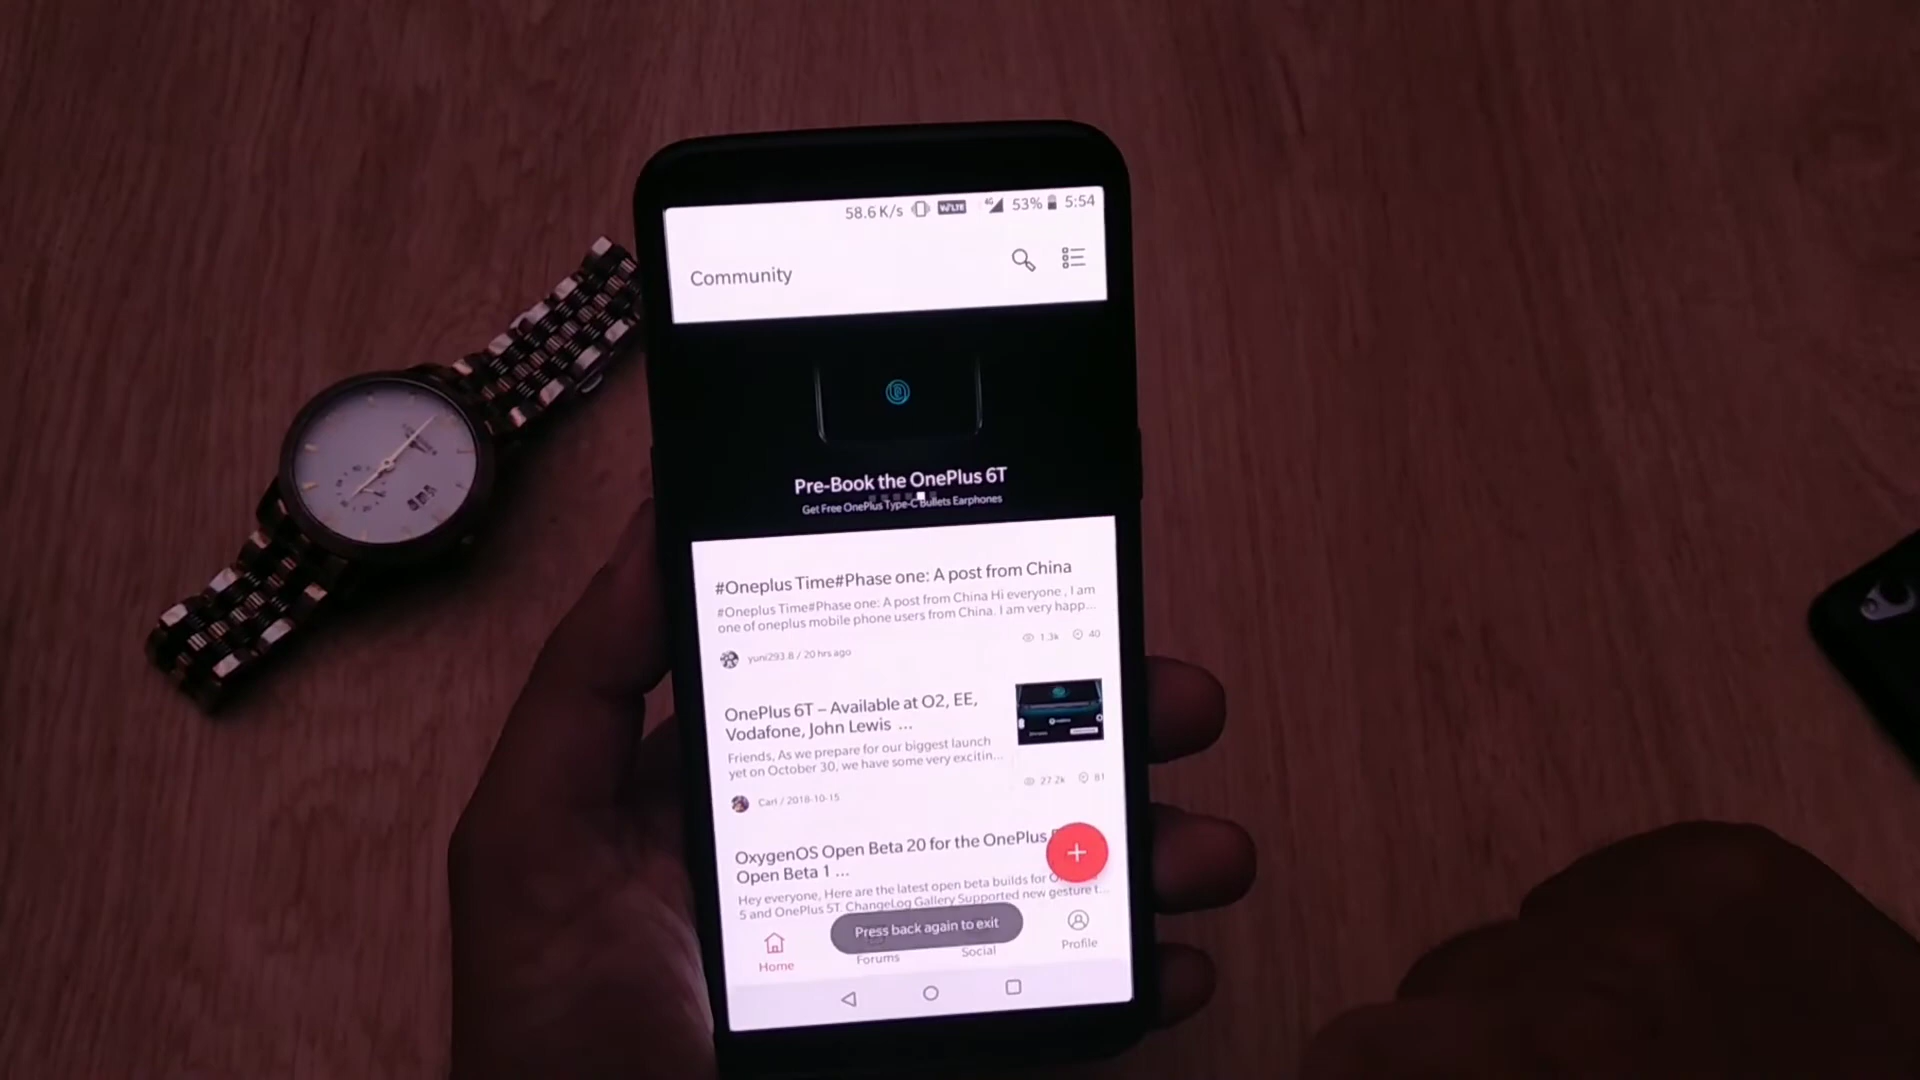 58.6 K/s VoLTE 4G 53% 5:54
Community
Pre-Book the OnePlus 6T
Get Free OnePlus Type-C Bullets Earphones
#Oneplus Time#Phase one: A post from China
#Oneplus Time#Phase one: A post from China Hi everyone , I am
one of oneplus mobile phone users from China. I am very happ...
1.3k 40
yuni293.8 / 20 hrs ago
OnePlus 6T – Available at O2, EE,
Vodafone, John Lewis ...
Friends, As we prepare for our biggest launch
yet on October 30, we have some very excitin...
27.2k 81
Carl / 2018-10-15
OxygenOS Open Beta 20 for the OnePlus
Open Beta 1 ...
Hey everyone, Here are the latest open beta builds for
5 and OnePlus 5T. ChangeLog Gallery Supported new gesture t...
Press back again to exit
Home Forums Social Profile